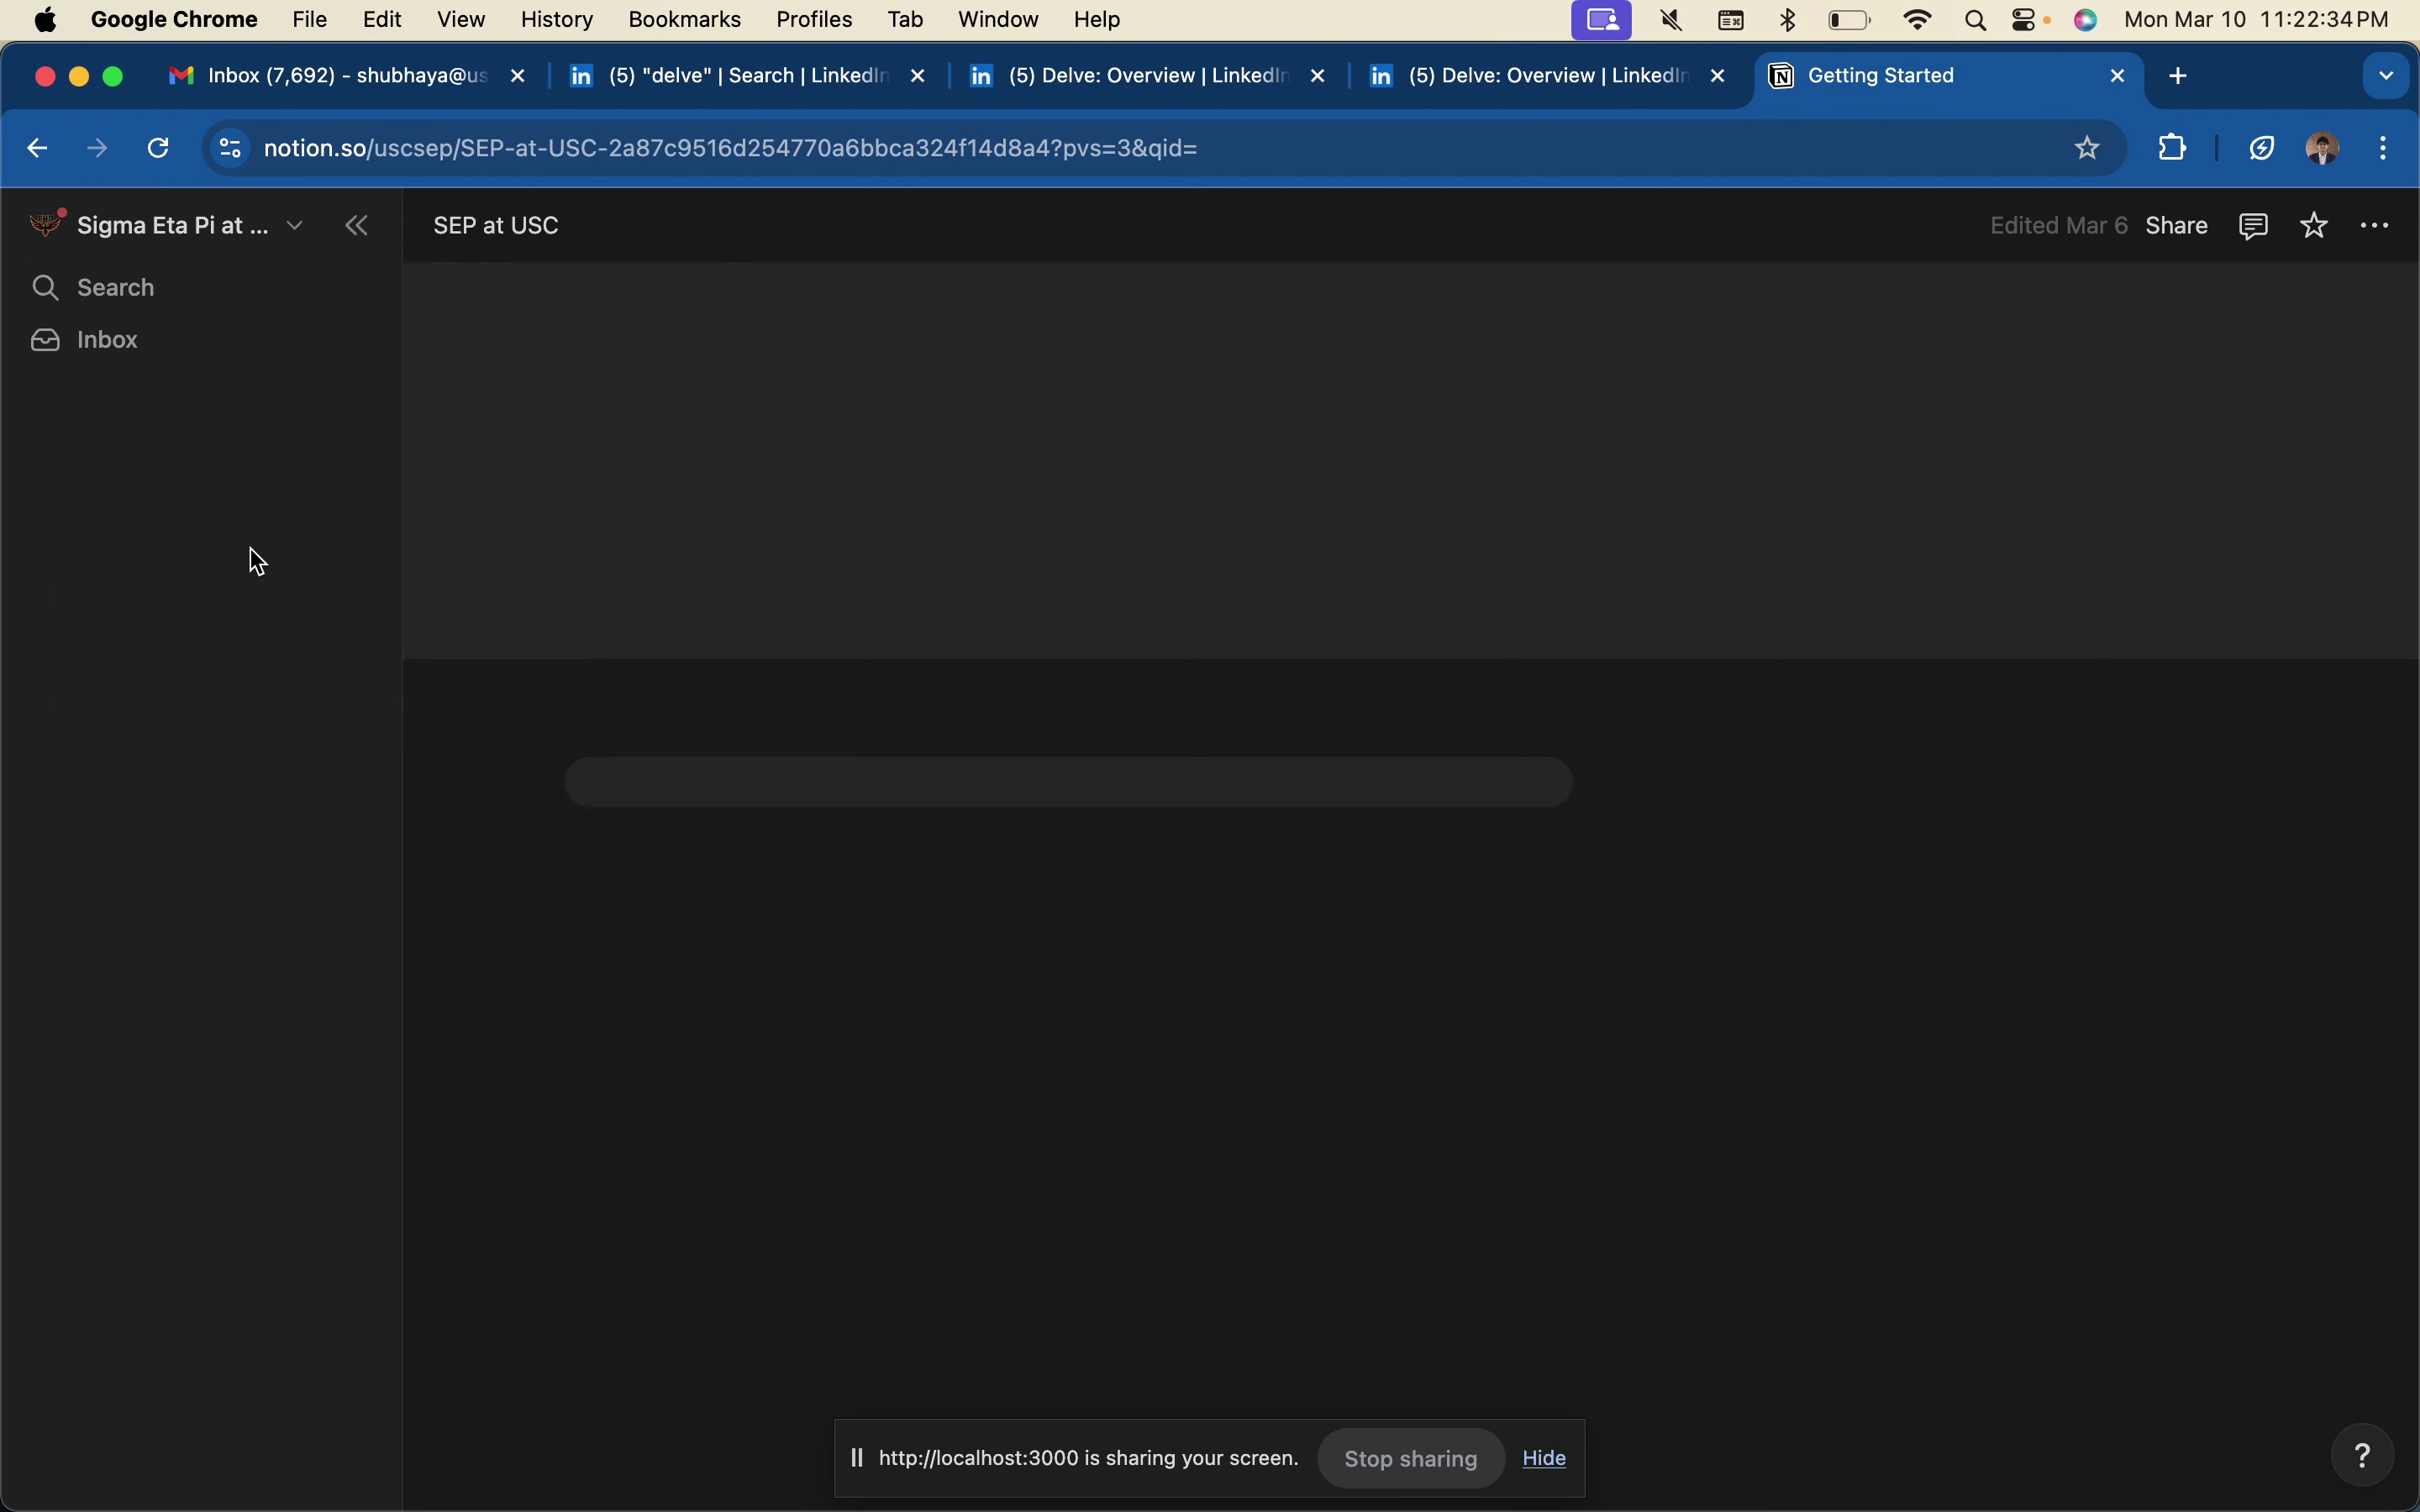 Google Chrome File Edit View History Bookmarks Profiles Tab Window Help Mon Mar 10 11:22:34 PM
Inbox (7,692) - shubhaya@us (5) "delve" | Search | LinkedIn (5) Delve: Overview | LinkedIn (5) Delve: Overview | LinkedIn Getting Started
notion.so/uscsep/SEP-at-USC-2a87c9516d254770a6bbca324f14d8a4?pvs=3&qid=
Sigma Eta Pi at ... SEP at USC Edited Mar 6 Share
Search
Inbox
http://localhost:3000 is sharing your screen. Stop sharing Hide
?